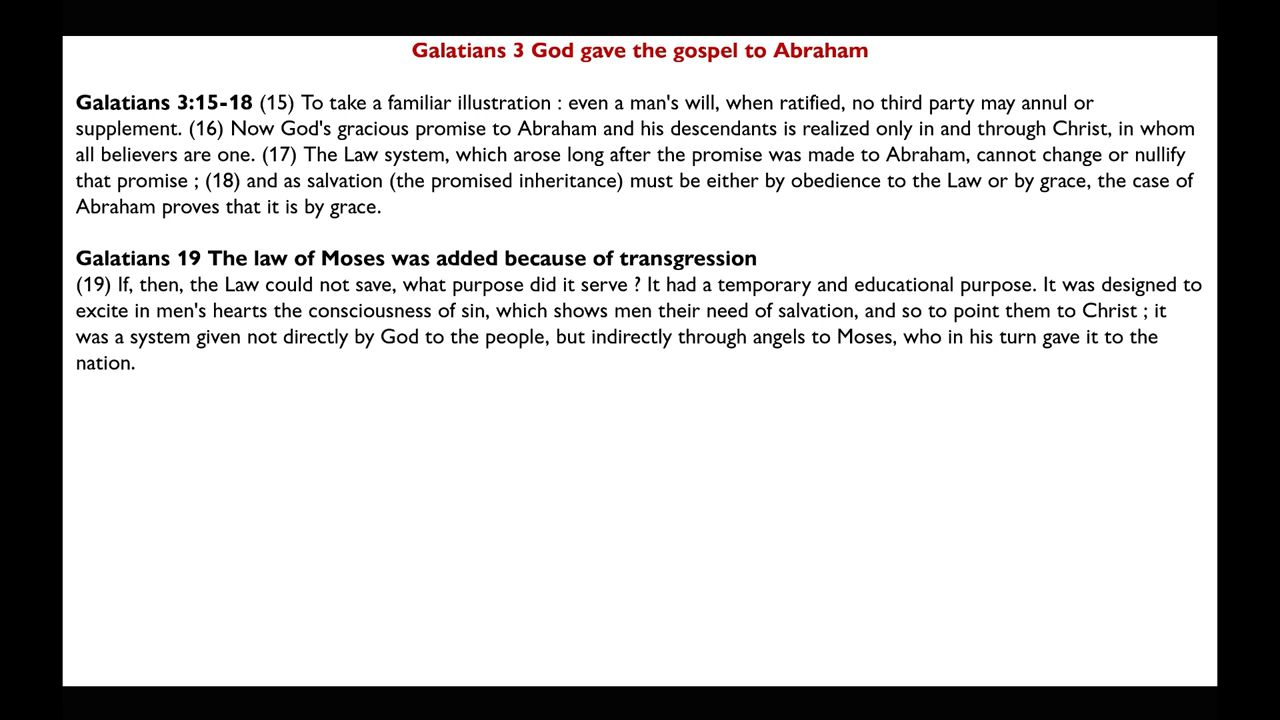 Galatians 3 God gave the gospel to Abraham
Galatians 3:15-18 (15) To take a familiar illustration : even a man's will, when ratified, no third party may annul or
supplement. (16) Now God's gracious promise to Abraham and his descendants is realized only in and through Christ, in whom
all believers are one. (17) The Law system, which arose long after the promise was made to Abraham, cannot change or nullify
that promise ; (18) and as salvation (the promised inheritance) must be either by obedience to the Law or by grace, the case of
Abraham proves that it is by grace.
Galatians 19 The law of Moses was added because of transgression
(19) If, then, the Law could not save, what purpose did it serve ? It had a temporary and educational purpose. It was designed to
excite in men's hearts the consciousness of sin, which shows men their need of salvation, and so to point them to Christ ; it
was a system given not directly by God to the people, but indirectly through angels to Moses, who in his turn gave it to the
nation.